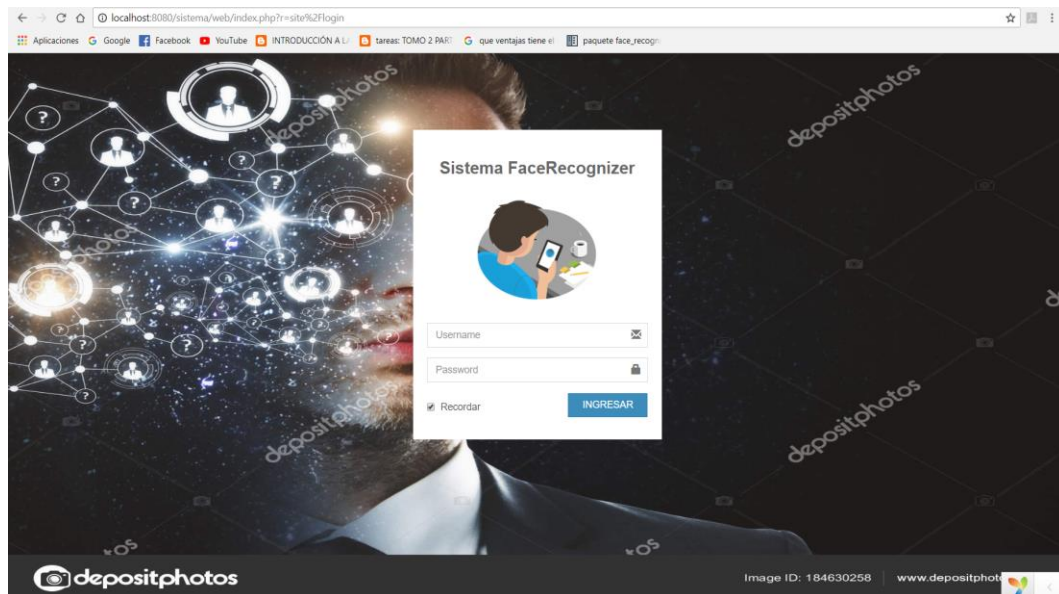 localhost:8080/sistema/web/index.php?r=site%2Flogin
Aplicaciones Google Facebook YouTube INTRODUCCIÓN A L tareas: TOMO 2 PART que ventajas tiene el paquete face_recogn
depositphotos
depositphotos
Sistema FaceRecognizer
Username
Password
Recordar
INGRESAR
depositphotos
depositphotos
depositphotos
Image ID: 184630258
www.depositphot